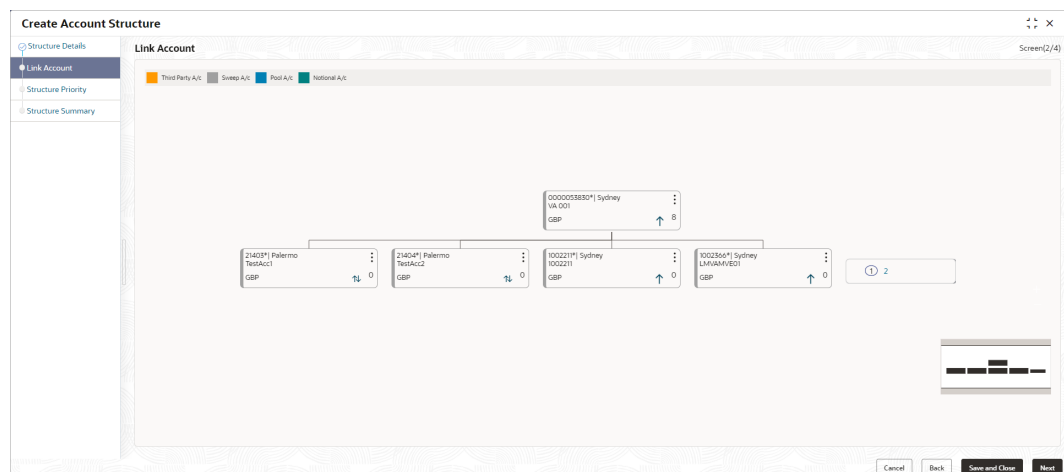 Create Account Structure
Structure Details
Link Account
Structure Priority
Structure Summary
Link Account
Screen(2/4)
Third Party A/c
Sweep A/c
Pool A/c
Notional A/c
0000053830*| Sydney
VA 001
GBP
8
21403*| Palermo
TestAcc1
GBP
0
21404*| Palermo
TestAcc2
GBP
0
1002211*| Sydney
1002211
GBP
0
1002366*| Sydney
LMVAMVE01
GBP
0
1 2
Cancel
Back
Save and Close
Next